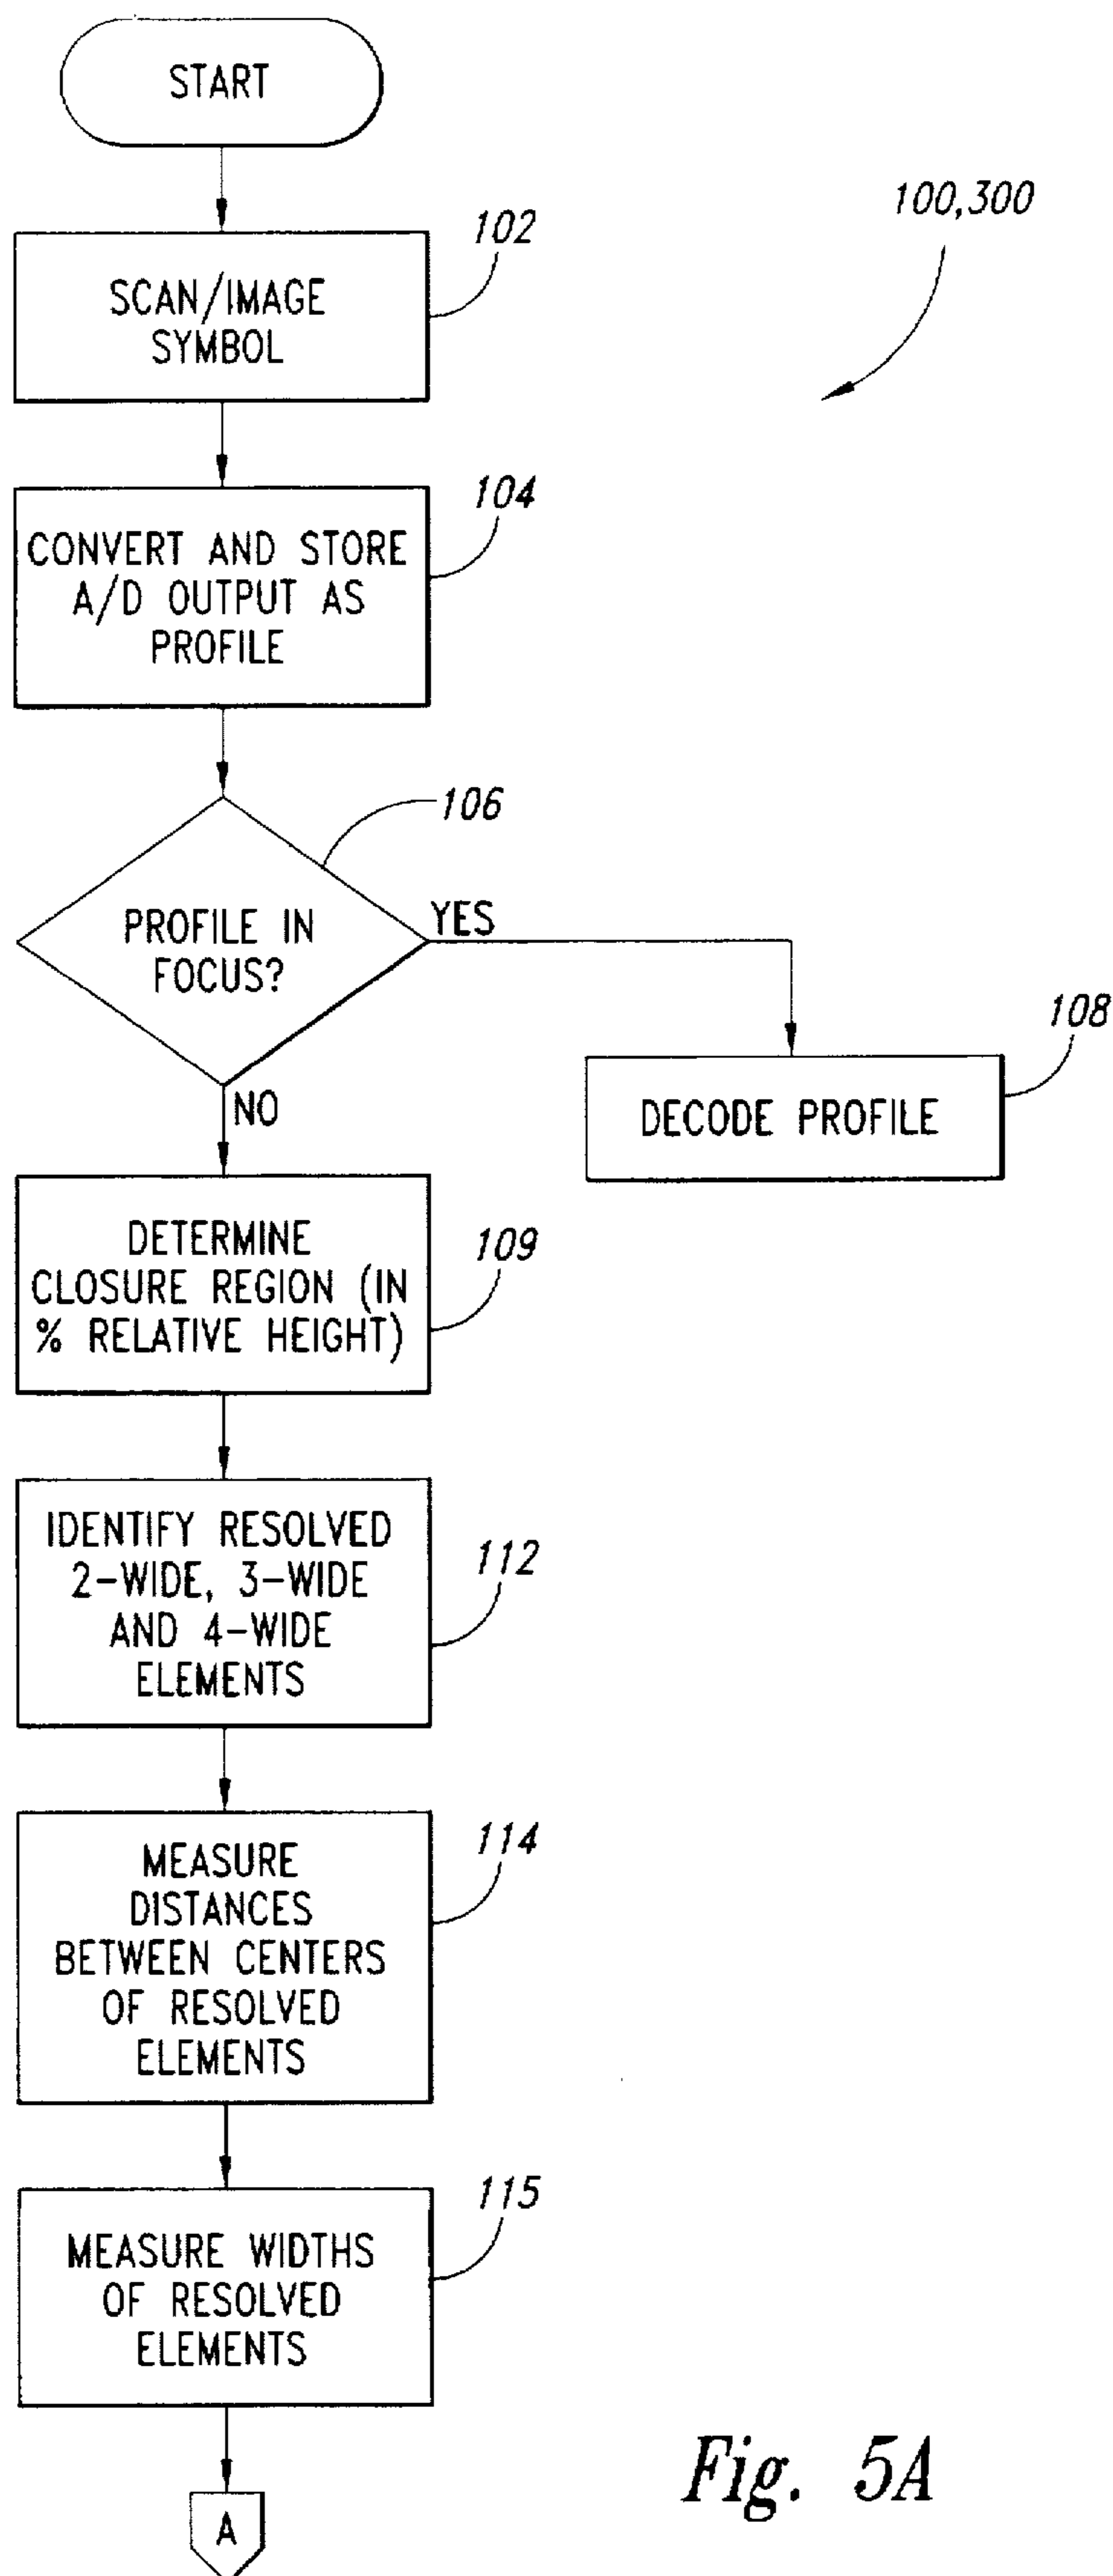 START
100,300
102
SCAN/IMAGE
SYMBOL
104
CONVERT AND STORE
A/D OUTPUT AS
PROFILE
106
PROFILE IN
FOCUS?
YES
NO
108
DECODE PROFILE
109
DETERMINE
CLOSURE REGION (IN
% RELATIVE HEIGHT)
112
IDENTIFY RESOLVED
2-WIDE, 3-WIDE
AND 4-WIDE
ELEMENTS
114
MEASURE
DISTANCES
BETWEEN CENTERS
OF RESOLVED
ELEMENTS
115
MEASURE WIDTHS
OF RESOLVED
ELEMENTS
A
Fig. 5A